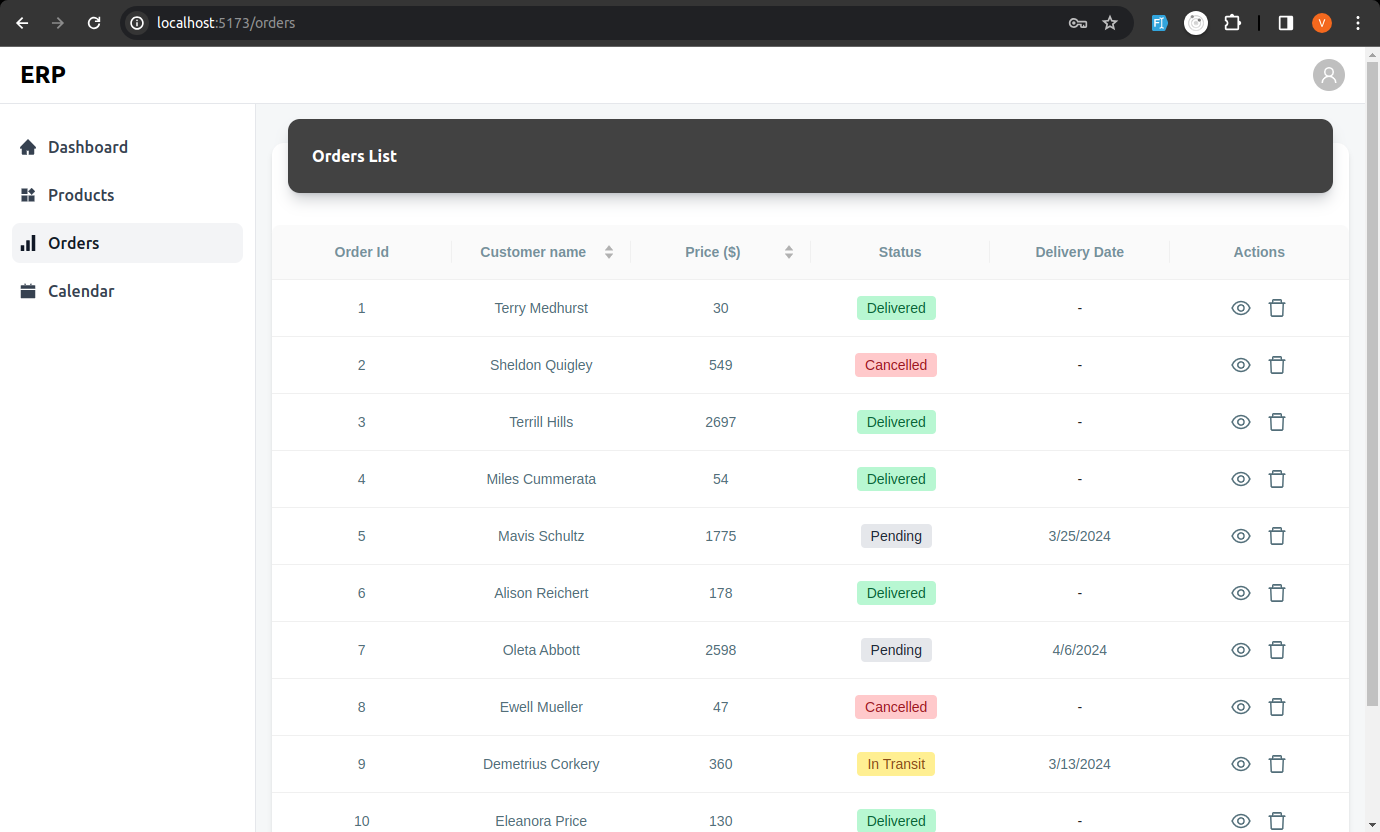 localhost:5173/orders
V
ERP
Dashboard
Products
Orders
Calendar
Orders List
Order Id Customer name Price ($) Status Delivery Date Actions
1 Terry Medhurst 30 Delivered -
2 Sheldon Quigley 549 Cancelled -
3 Terrill Hills 2697 Delivered -
4 Miles Cummerata 54 Delivered -
5 Mavis Schultz 1775 Pending 3/25/2024
6 Alison Reichert 178 Delivered -
7 Oleta Abbott 2598 Pending 4/6/2024
8 Ewell Mueller 47 Cancelled -
9 Demetrius Corkery 360 In Transit 3/13/2024
10 Eleanora Price 130 Delivered -